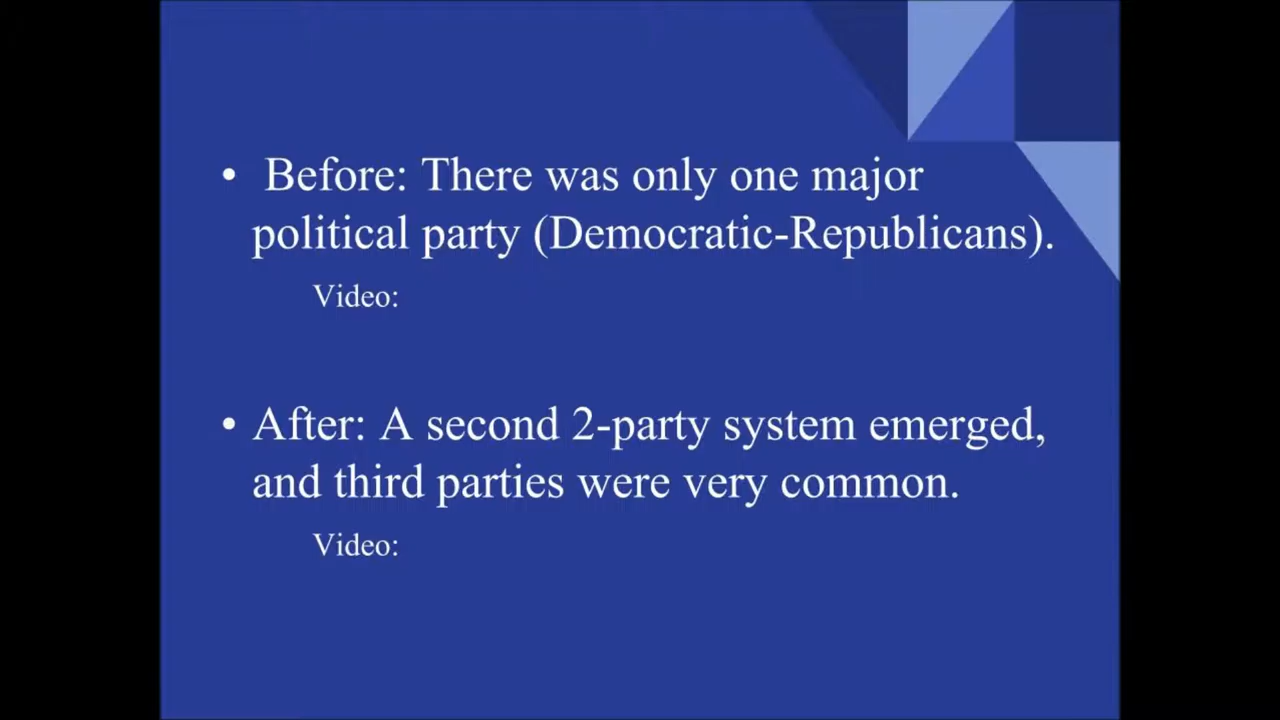 • Before: There was only one major
political party (Democratic-Republicans).
Video:
• After: A second 2-party system emerged,
and third parties were very common.
Video: